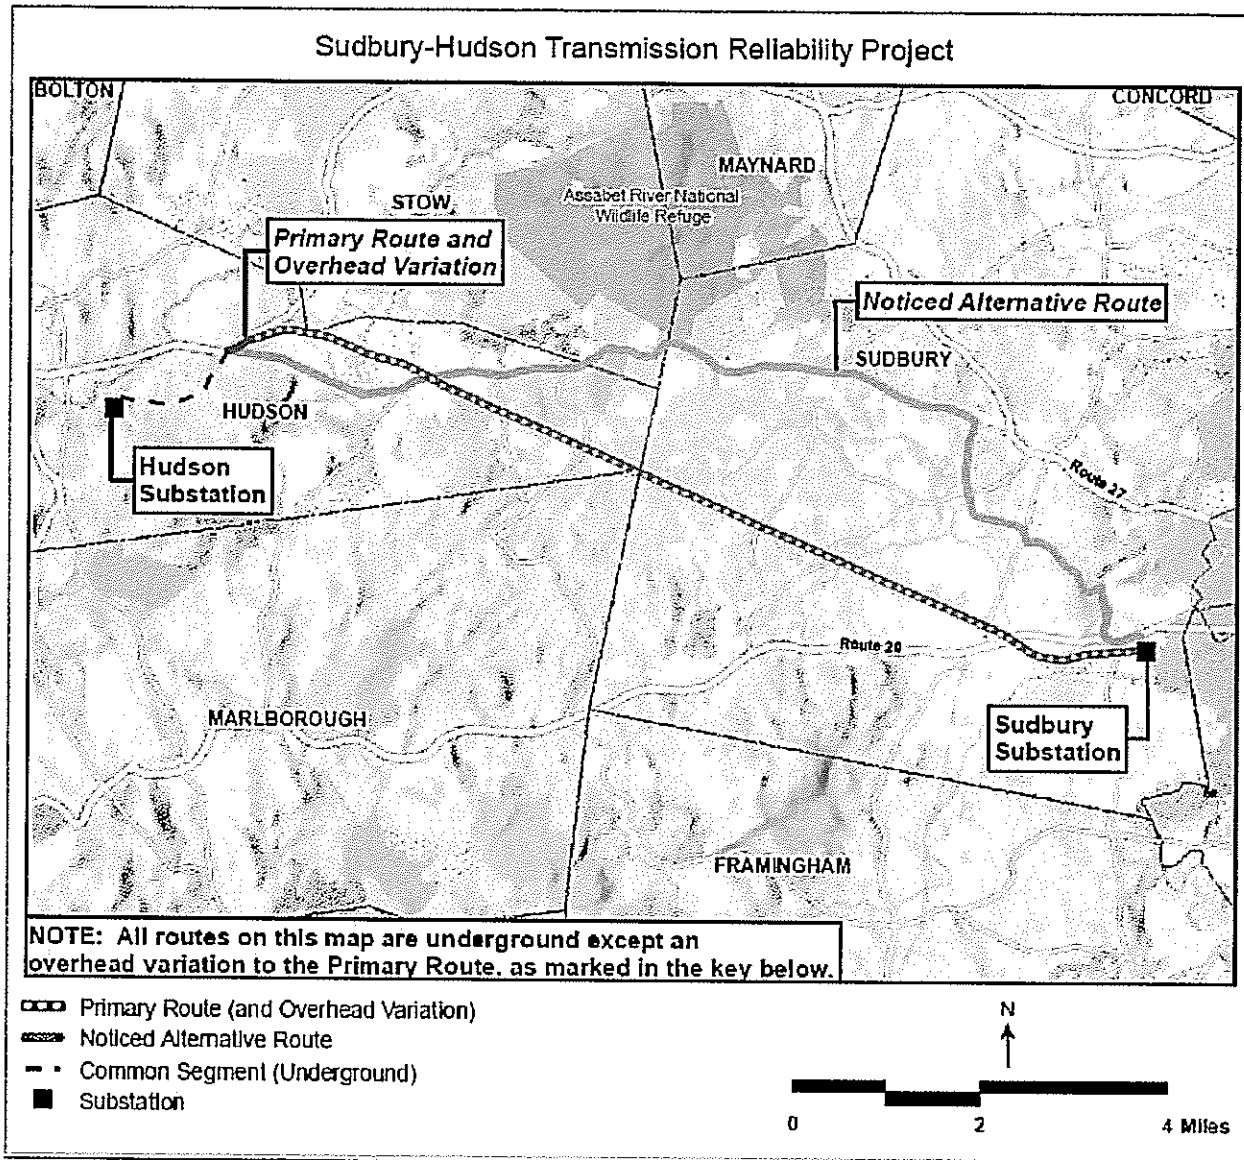 Sudbury-Hudson Transmission Reliability Project
BOLTON
CONCORD
MAYNARD
STOW
Assabet River National
Wildlife Refuge
Primary Route and
Overhead Variation
Noticed Alternative Route
SUDBURY
HUDSON
Hudson
Substation
Route 27
Route 20
MARLBOROUGH
Sudbury
Substation
FRAMINGHAM
NOTE: All routes on this map are underground except an
overhead variation to the Primary Route, as marked in the key below.
Primary Route (and Overhead Variation)
Noticed Alternative Route
Common Segment (Underground)
Substation
N
0 2 4 Miles